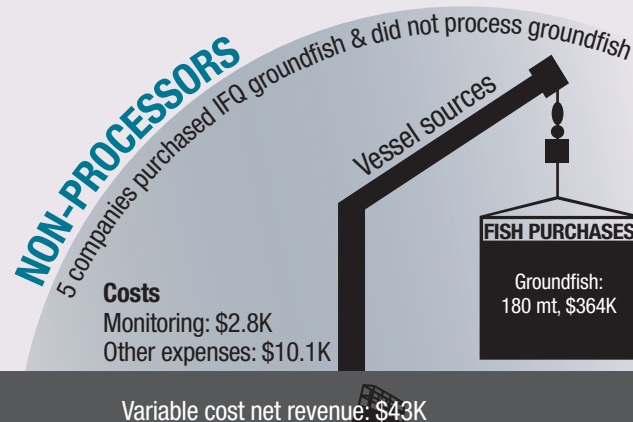 NON-PROCESSORS
5 companies purchased IFQ groundfish & did not process groundfish
Vessel sources
FISH PURCHASES
Groundfish:
180 mt, $364K
Costs
Monitoring: $2.8K
Other expenses: $10.1K
Variable cost net revenue: $43K